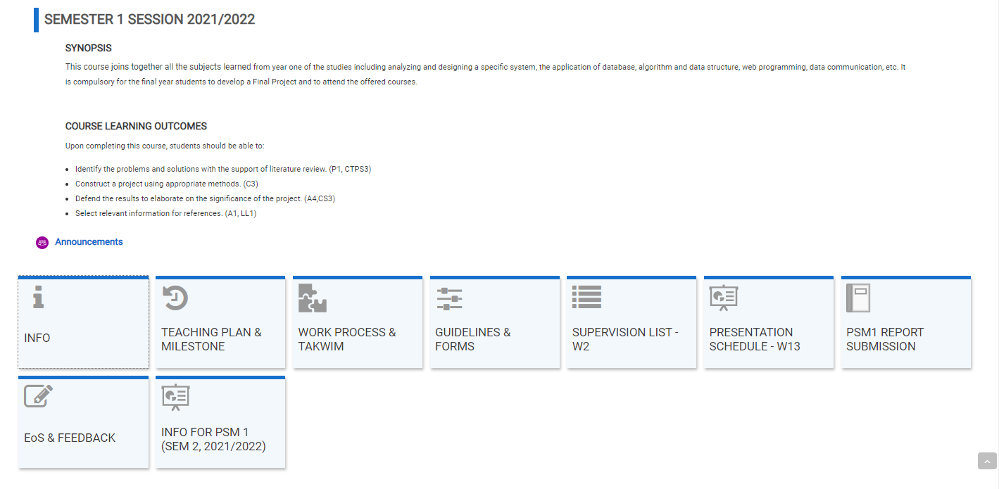 SEMESTER 1 SESSION 2021/2022
SYNOPSIS
This course joins together all the subjects learned from year one of the studies including analyzing and designing a specific system, the application of database, algorithm and data structure, web programming, data communication, etc. It
is compulsory for the final year students to develop a Final Project and to attend the offered courses.
COURSE LEARNING OUTCOMES
Upon completing this course, students should be able to:
Identify the problems and solutions with the support of literature review. (P1, CTPS3)
Construct a project using appropriate methods. (C3)
Defend the results to elaborate on the significance of the project. (A4,CS3)
Select relevant information for references. (A1, LL1)
Announcements
INFO
TEACHING PLAN &
MILESTONE
WORK PROCESS &
TAKWIM
GUIDELINES &
FORMS
SUPERVISION LIST -
W2
PRESENTATION
SCHEDULE - W13
PSM1 REPORT
SUBMISSION
EoS & FEEDBACK
INFO FOR PSM 1
(SEM 2, 2021/2022)